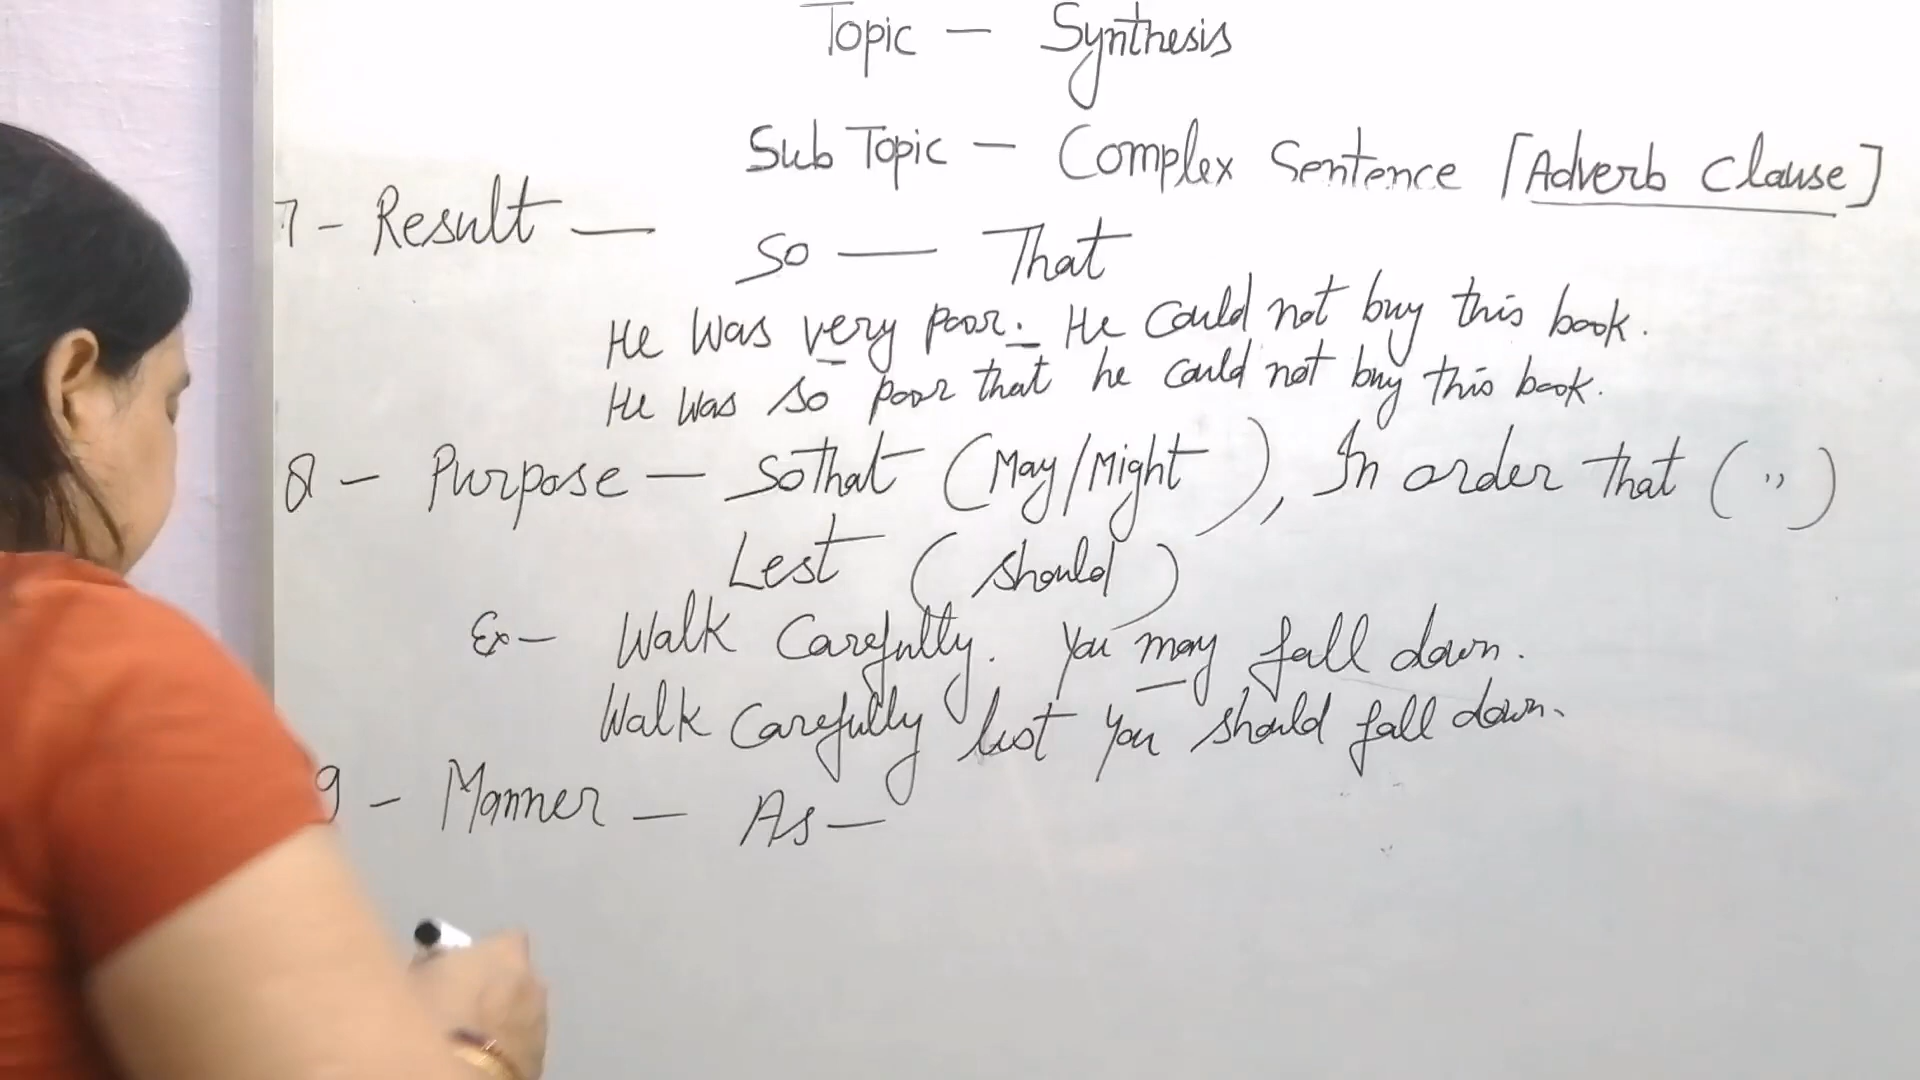 Topic — Synthesis
Sub Topic — Complex Sentence [Adverb Clause]
7 - Result —
So — That
He was very poor. He could not buy this book.
He was so poor that he could not buy this book.
8 - Purpose — SoThat (May/Might), In order That (")
Lest (should)
Ex - Walk Carefully. You may fall down.
Walk Carefully lest you should fall down.
9 - Manner — As —